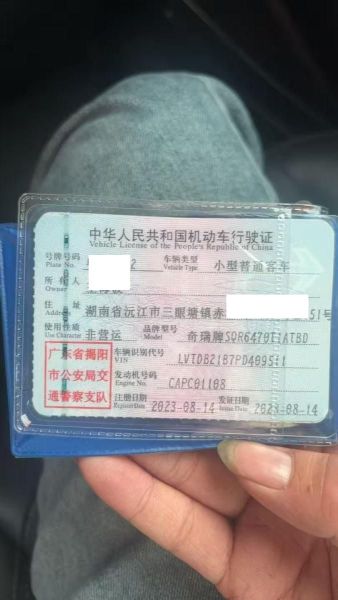 中华人民共和国机动车行驶证
Vehicle License of the People's Republic of China
号牌号码 Plate No. 2 车辆类型 Vehicle Type 小型普通客车
所有人
住址 Address 湖南省沅江市三眼塘镇赤 51号
使用性质 Use Character 非营运 品牌型号 Model 奇瑞牌SQR6470T1ATBD
广东省揭阳
市公安局交
通警察支队
车辆识别代号 VIN LVTDB21B7PD409511
发动机号码 Engine No. CAPC01108
注册日期 Register Date 2023-08-14 发证日期 Issue Date 2023-08-14